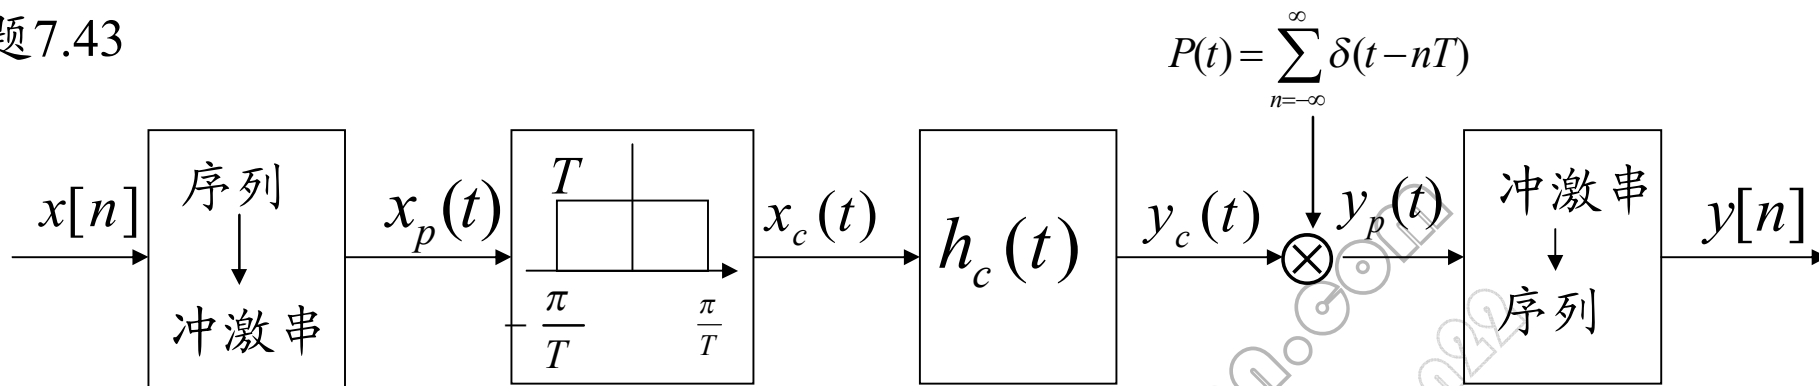 题7.43
P(t) = ∑_{n=-∞}^{∞} δ(t-nT)
x[n]
序列
冲激串
x_p(t)
T
-π/T
π/T
x_c(t)
h_c(t)
y_c(t)
y_p(t)
冲激串
序列
y[n]